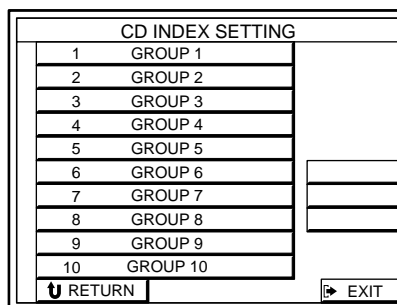 CD INDEX SETTING
1 GROUP 1
2 GROUP 2
3 GROUP 3
4 GROUP 4
5 GROUP 5
6 GROUP 6
7 GROUP 7
8 GROUP 8
9 GROUP 9
10 GROUP 10
RETURN EXIT